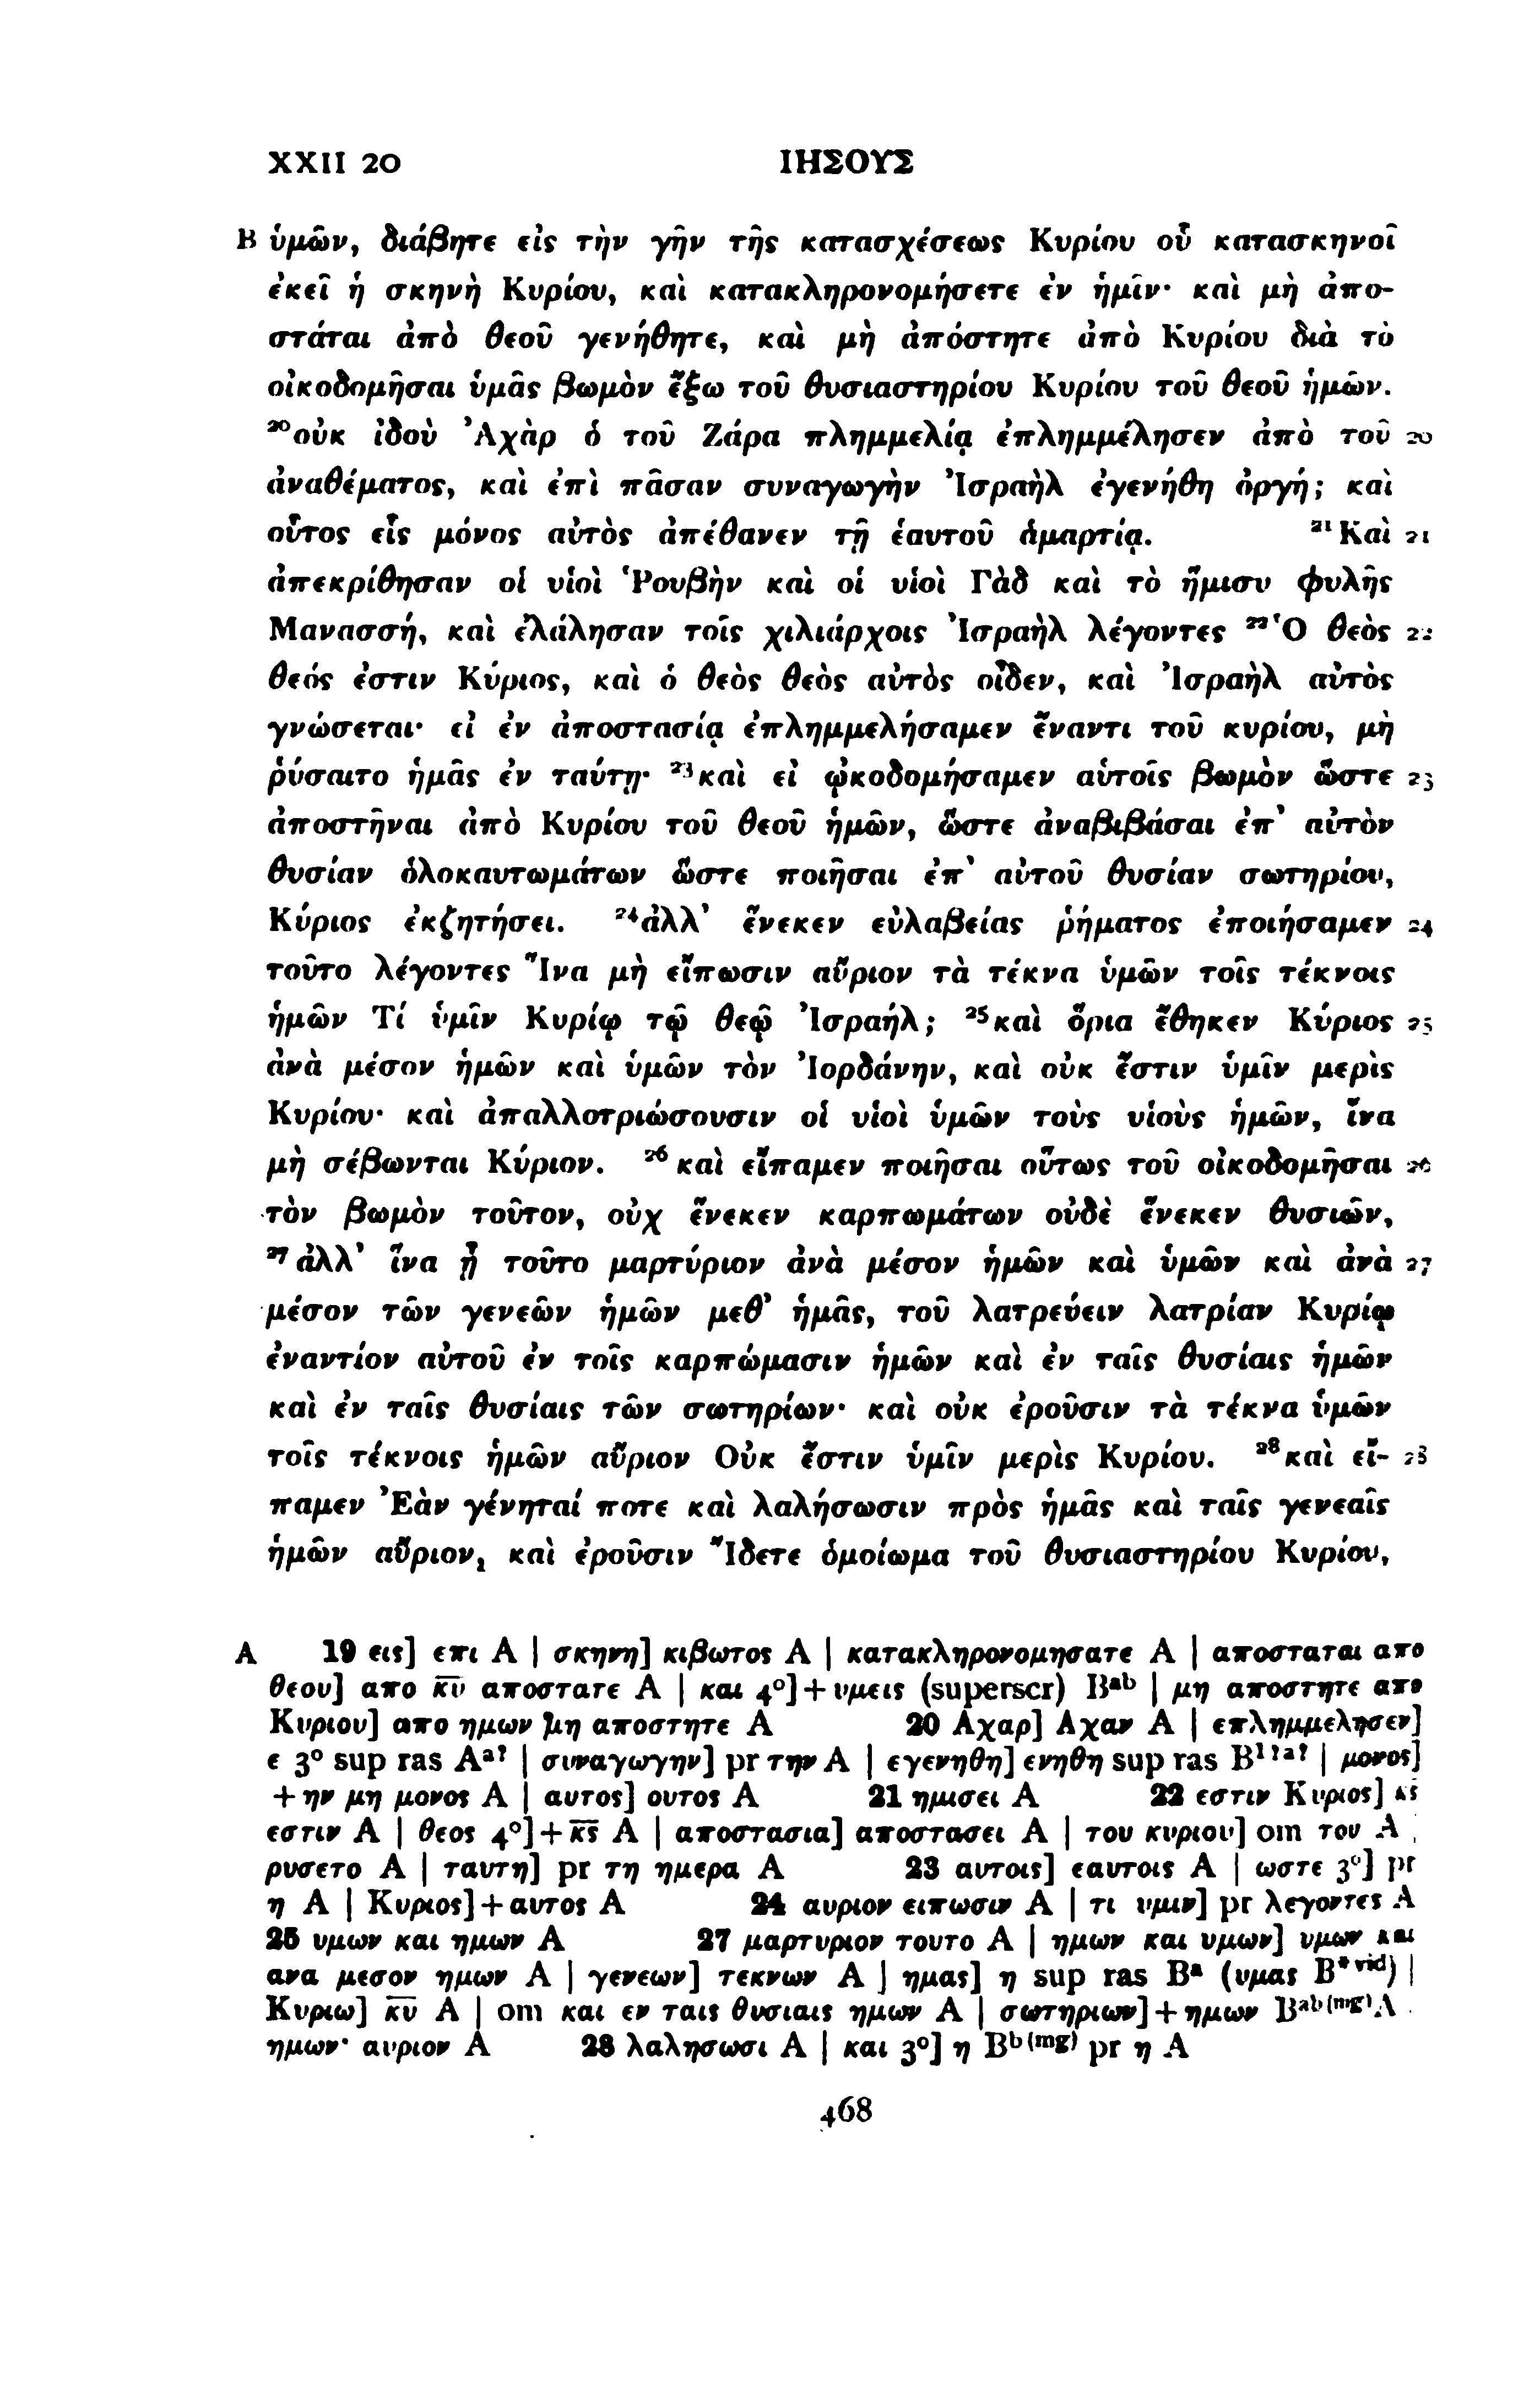 XXII 20 ΙΗΣΟΥΣ
B ὑμῶν, διάβητε εἰς τὴν γῆν τῆς κατασχέσεως Κυρίου οὗ κατασκηνοῖ
ἐκεῖ ἡ σκηνὴ Κυρίου, καὶ κατακληρονομήσετε ἐν ἡμῖν· καὶ μὴ ἀπο-
στάται ἀπὸ θεοῦ γενήθητε, καὶ μὴ ἀπόστητε ἀπὸ Κυρίου διὰ τὸ
οἰκοδομῆσαι ὑμᾶς βωμὸν ἔξω τοῦ θυσιαστηρίου Κυρίου τοῦ θεοῦ ἡμῶν.
²⁰οὐκ ἰδοὺ Ἀχὰρ ὁ τοῦ Ζάρα πλημμελίᾳ ἐπλημμέλησεν ἀπὸ τοῦ 20
ἀναθέματος, καὶ ἐπὶ πᾶσαν συναγωγὴν Ἰσραὴλ ἐγενήθη ὀργή; καὶ
οὗτος εἷς μόνος αὐτὸς ἀπέθανεν τῇ ἑαυτοῦ ἁμαρτίᾳ. ²¹Καὶ 21
ἀπεκρίθησαν οἱ υἱοὶ Ῥουβὴν καὶ οἱ υἱοὶ Γὰδ καὶ τὸ ἥμισυ φυλῆς
Μανασσή, καὶ ἐλάλησαν τοῖς χιλιάρχοις Ἰσραὴλ λέγοντες ²²Ὁ θεὸς 22
θεός ἐστιν Κύριος, καὶ ὁ θεὸς θεὸς αὐτὸς οἶδεν, καὶ Ἰσραὴλ αὐτὸς
γνώσεται· εἰ ἐν ἀποστασίᾳ ἐπλημμελήσαμεν ἔναντι τοῦ κυρίου, μὴ
ῥύσαιτο ἡμᾶς ἐν ταύτῃ· ²³καὶ εἰ ᾠκοδομήσαμεν αὑτοῖς βωμὸν ὥστε 23
ἀποστῆναι ἀπὸ Κυρίου τοῦ θεοῦ ἡμῶν, ὥστε ἀναβιβάσαι ἐπ᾽ αὐτὸν
θυσίαν ὁλοκαυτωμάτων ὥστε ποιῆσαι ἐπ᾽ αὐτοῦ θυσίαν σωτηρίου,
Κύριος ἐκζητήσει. ²⁴ἀλλ᾽ ἕνεκεν εὐλαβείας ῥήματος ἐποιήσαμεν 24
τοῦτο λέγοντες Ἵνα μὴ εἴπωσιν αὔριον τὰ τέκνα ὑμῶν τοῖς τέκνοις
ἡμῶν Τί ὑμῖν Κυρίῳ τῷ θεῷ Ἰσραήλ; ²⁵καὶ ὅρια ἔθηκεν Κύριος 25
ἀνὰ μέσον ἡμῶν καὶ ὑμῶν τὸν Ἰορδάνην, καὶ οὐκ ἔστιν ὑμῖν μερὶς
Κυρίου· καὶ ἀπαλλοτριώσουσιν οἱ υἱοὶ ὑμῶν τοὺς υἱοὺς ἡμῶν, ἵνα
μὴ σέβωνται Κύριον. ²⁶καὶ εἴπαμεν ποιῆσαι οὕτως τοῦ οἰκοδομῆσαι 26
τὸν βωμὸν τοῦτον, οὐχ ἕνεκεν καρπωμάτων οὐδὲ ἕνεκεν θυσιῶν,
²⁷ἀλλ᾽ ἵνα ᾖ τοῦτο μαρτύριον ἀνὰ μέσον ἡμῶν καὶ ὑμῶν καὶ ἀνὰ 27
μέσον τῶν γενεῶν ἡμῶν μεθ᾽ ἡμᾶς, τοῦ λατρεύειν λατρίαν Κυρίῳ
ἐναντίον αὐτοῦ ἐν τοῖς καρπώμασιν ἡμῶν καὶ ἐν ταῖς θυσίαις ἡμῶν
καὶ ἐν ταῖς θυσίαις τῶν σωτηρίων· καὶ οὐκ ἐροῦσιν τὰ τέκνα ὑμῶν
τοῖς τέκνοις ἡμῶν αὔριον Οὐκ ἔστιν ὑμῖν μερὶς Κυρίου. ²⁸καὶ εἴ- 28
παμεν Ἐὰν γένηταί ποτε καὶ λαλήσωσιν πρὸς ἡμᾶς καὶ ταῖς γενεαῖς
ἡμῶν αὔριον, καὶ ἐροῦσιν Ἴδετε ὁμοίωμα τοῦ θυσιαστηρίου Κυρίου,
A 19 εις] επι A | σκηνη] κιβωτος A | κατακληρονομησατε A | αποσταται απο
θεου] απο κ̅υ̅ αποστατε A | και 4°]+υμεις (superscr) Bᵃᵇ | μη αποστητε απο
Κυριου] απο ημων μη αποστητε A 20 Αχαρ] Αχαν A | επλημμελησεν]
ε 3° sup ras Aᵃ? | συναγωγην] pr την A | εγενηθη] ενηθη sup ras B¹?ᵃ? | μονος]
+ην μη μονος A | αυτος] ουτος A 21 ημισει A 22 εστιν Κυριος] κ̅ς̅
εστιν A | θεος 4°]+κ̅ς̅ A | αποστασια] αποστασει A | του κυριου] om του A |
ρυσετο A | ταυτη] pr τη ημερα A 23 αυτοις] εαυτοις A | ωστε 3°] pr
η A | Κυριος]+αυτος A 24 αυριον ειπωσιν A | τι υμιν] pr λεγοντες A
25 υμων και ημων A 27 μαρτυριον τουτο A | ημων και υμων] υμων και
ανα μεσον ημων A | γενεων] τεκνων A | ημας] η sup ras Bᵃ (υμας B*ᵛⁱᵈ) |
Κυριω] κ̅υ̅ A | om και εν ταις θυσιαις ημων A | σωτηριων]+ημων Bᵃᵇ⁽ᵐᵍ⁾A |
ημων· αυριον A 28 λαλησωσι A | και 3°] η Bᵇ⁽ᵐᵍ⁾ pr η A
468